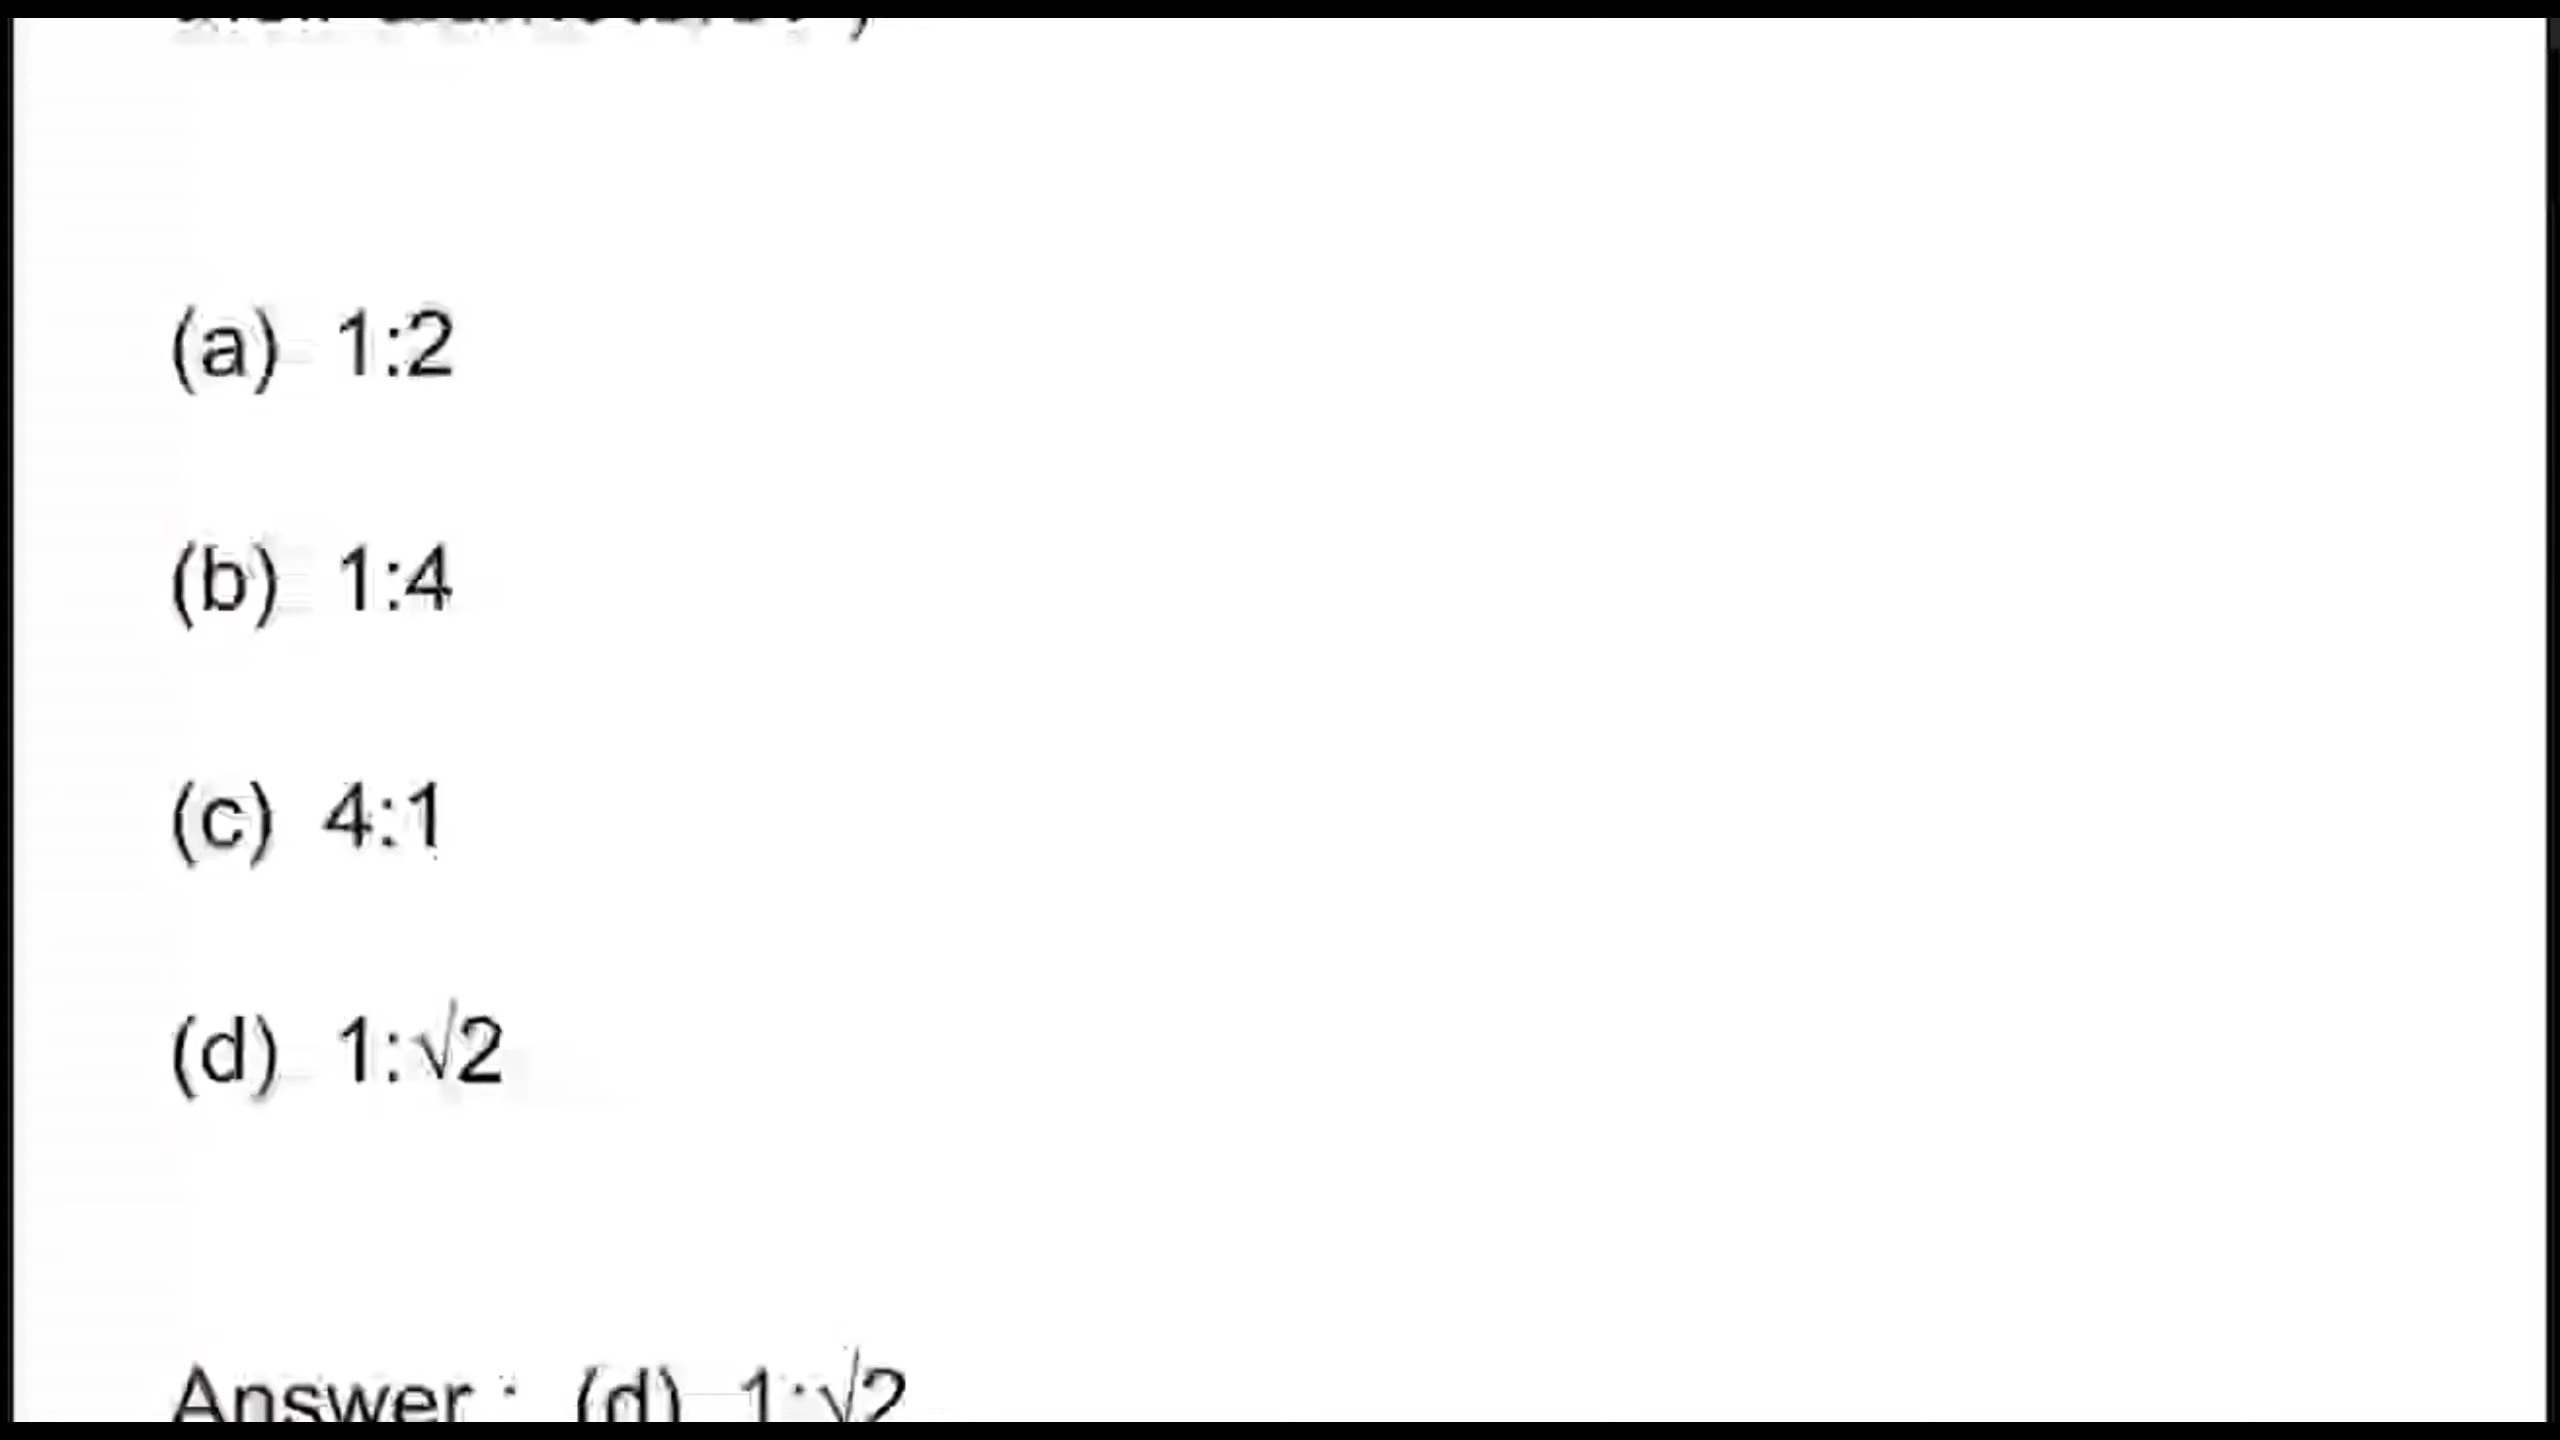 (a) 1:2
(b) 1:4
(c) 4:1
(d) 1:√2
Answer : (d) 1:√2